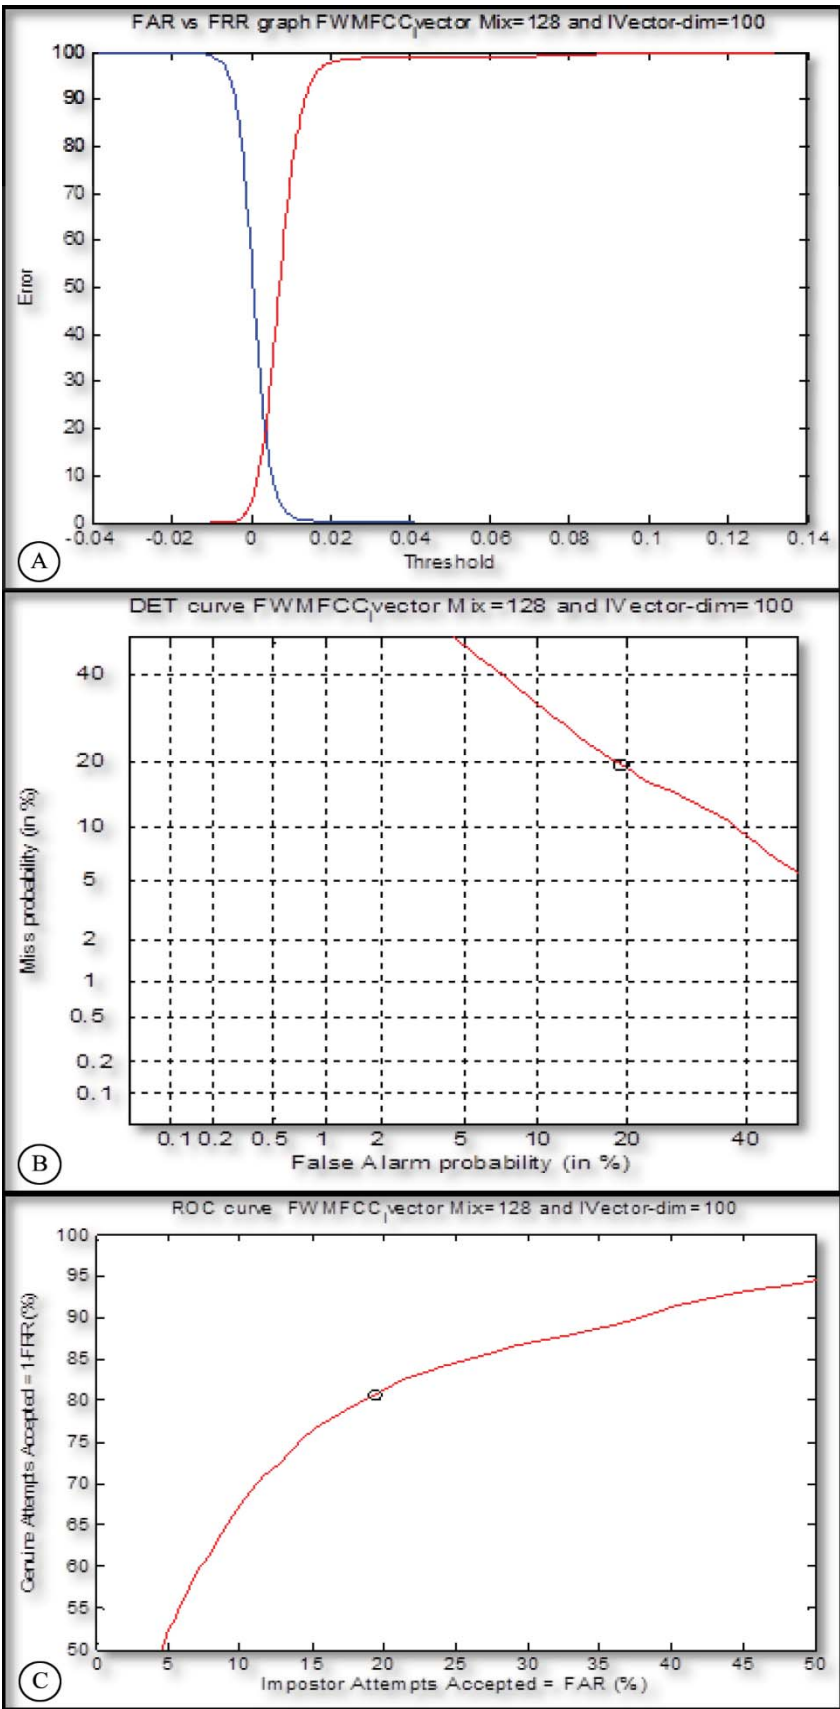 FAR vs FRR graph FWMFCC_Ivector Mix=128 and IVector-dim=100
100
90
80
70
60
50
40
30
20
10
0
Error
-0.04 -0.02 0 0.02 0.04 0.06 0.08 0.1 0.12 0.14
Threshold
A
DET curve FWMFCC_Ivector Mix=128 and IVector-dim=100
40
20
10
5
2
1
0.5
0.2
0.1
Miss probability (in %)
0.1 0.2 0.5 1 2 5 10 20 40
False Alarm probability (in %)
B
ROC curve FWMFCC_Ivector Mix=128 and IVector-dim=100
100
95
90
85
80
75
70
65
60
55
50
Genuine Attempts Accepted = 1-FRR (%)
0 5 10 15 20 25 30 35 40 45 50
Impostor Attempts Accepted = FAR (%)
C